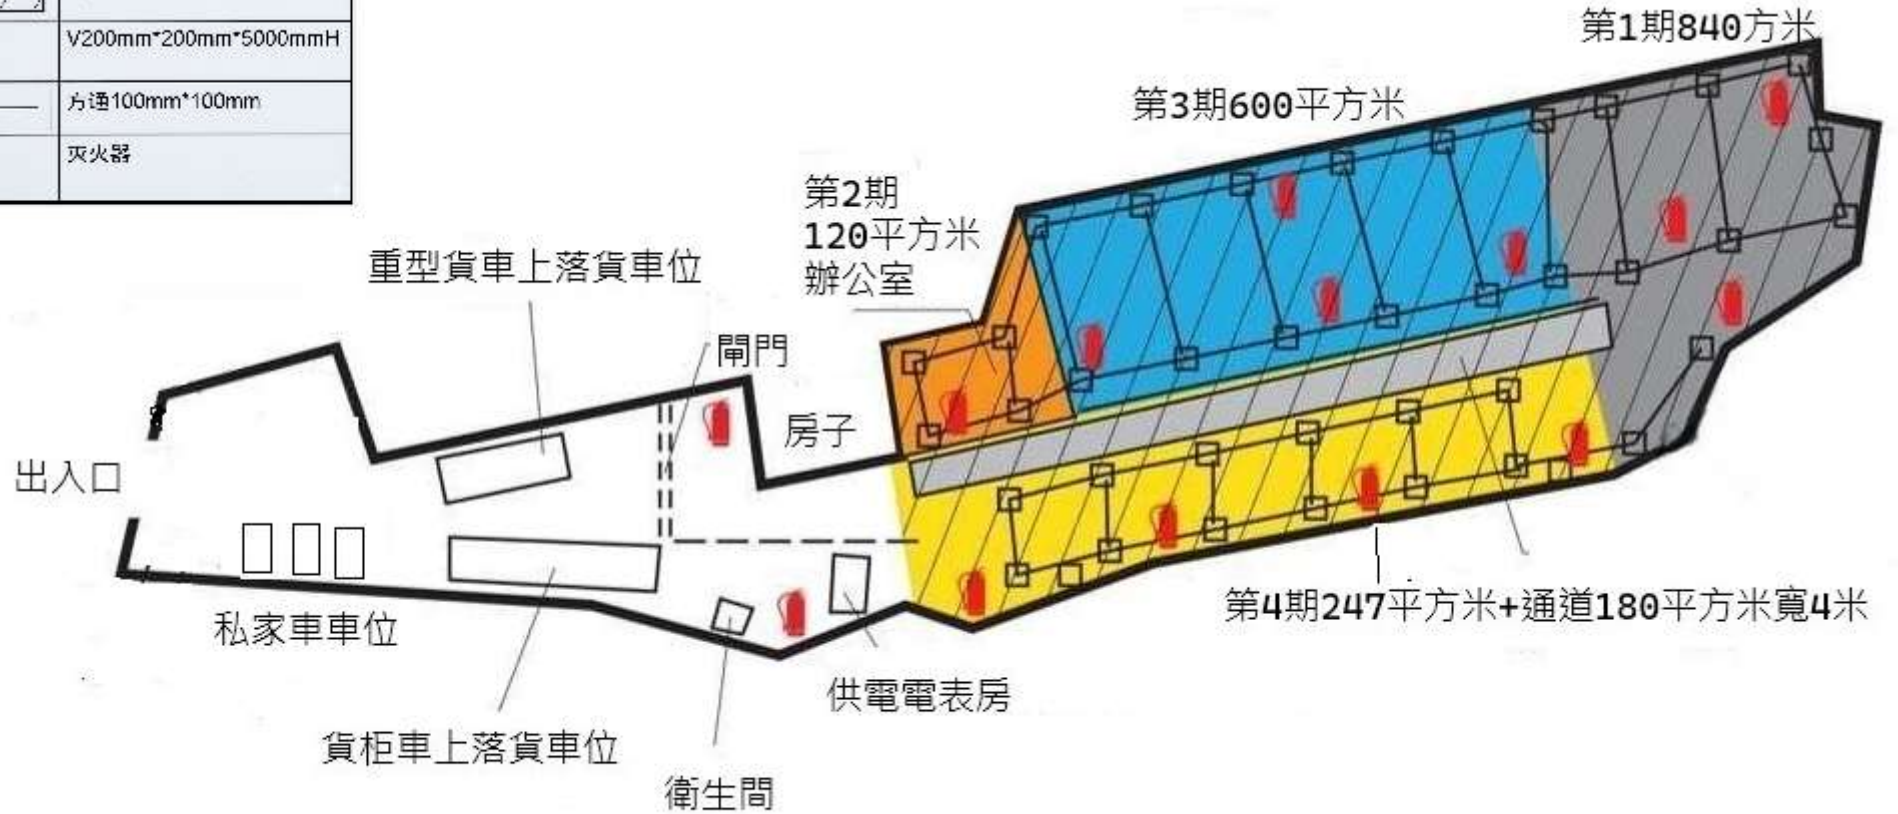 V200mm*200mm*5000mmH
方通100mm*100mm
灭火器
第1期840方米
第3期600平方米
第2期
120平方米
辦公室
重型貨車上落貨車位
閘門
房子
出入口
私家車車位
第4期247平方米+通道180平方米寬4米
供電電表房
貨柜車上落貨車位
衛生間